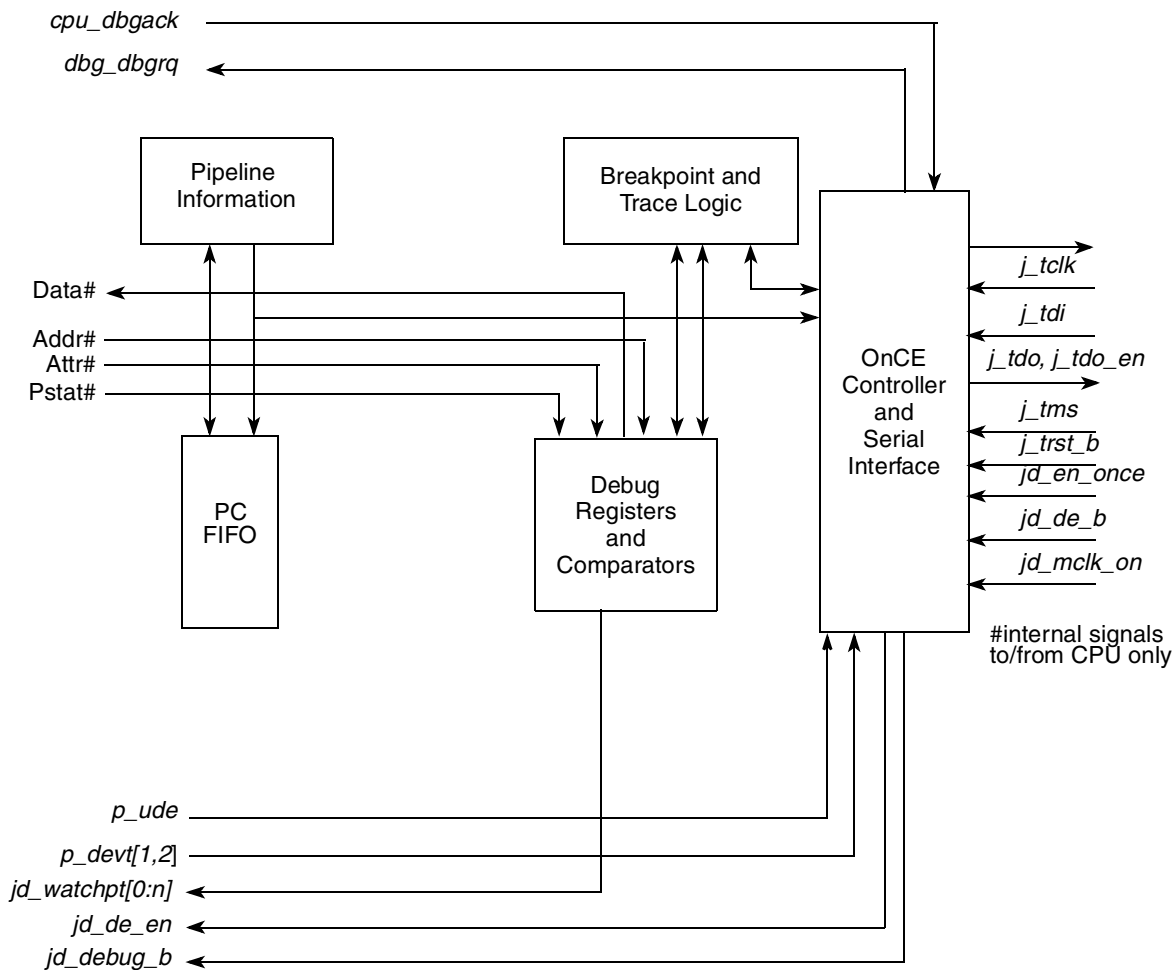 cpu_dbgack
dbg_dbgrq
Pipeline
Information
Breakpoint and
Trace Logic
Data#
Addr#
Attr#
Pstat#
PC
FIFO
Debug
Registers
and
Comparators
OnCE
Controller
and
Serial
Interface
j_tclk
j_tdi
j_tdo, j_tdo_en
j_tms
j_trst_b
jd_en_once
jd_de_b
jd_mclk_on
#internal signals
to/from CPU only
p_ude
p_devt[1,2]
jd_watchpt[0:n]
jd_de_en
jd_debug_b